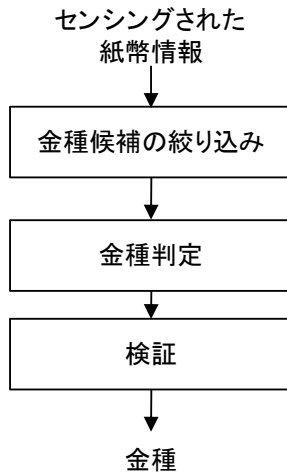 センシングされた
紙幣情報
金種候補の絞り込み
金種判定
検証
金種